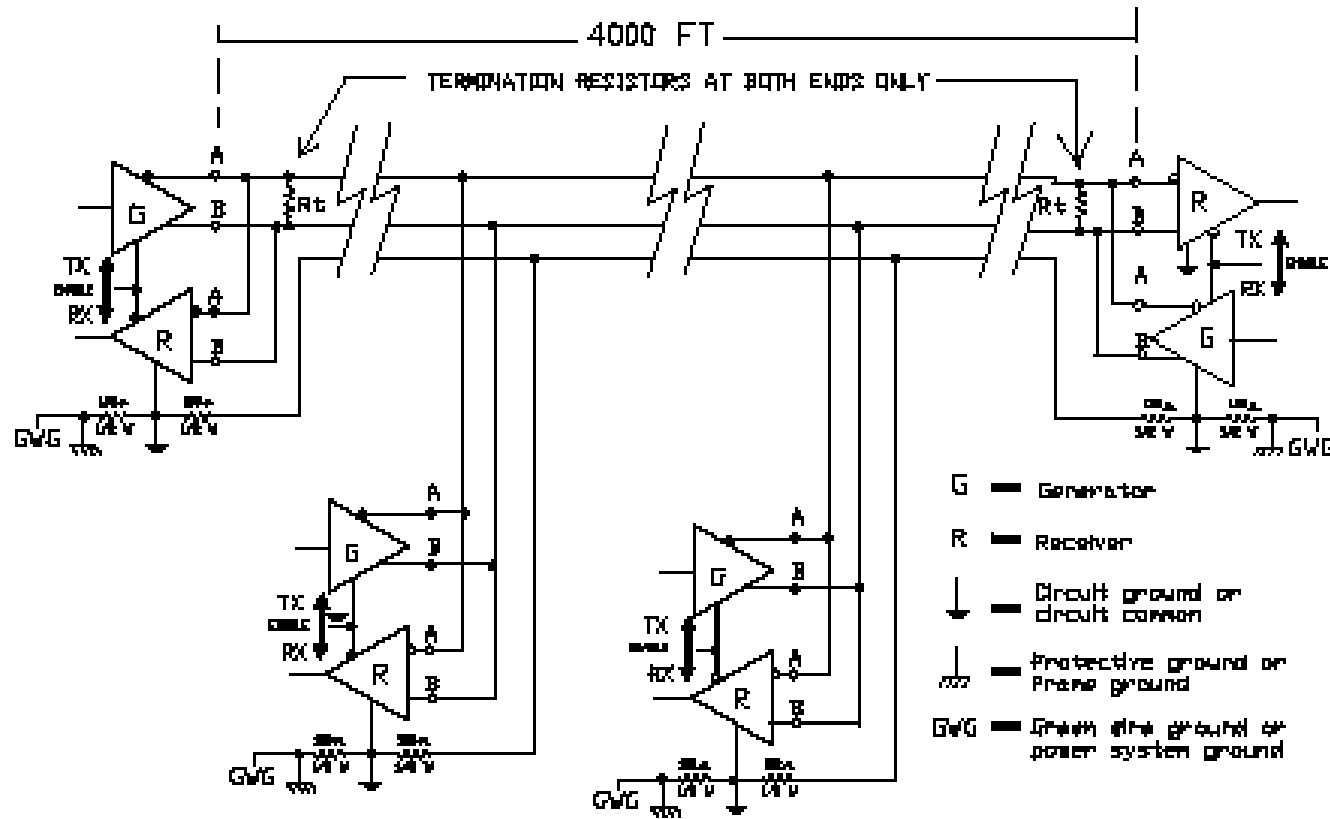 4000 FT
TERMINATION RESISTORS AT BOTH ENDS ONLY
A
G
B
Rt
TX
RX
A
R
B
GWG
A
Rt
R
B
TX
ENABLE
RX
A
B
G
GWG
A
G
B
TX
ENABLE
RX
A
R
B
GWG
A
G
B
TX
RX
A
R
B
GWG
G Generator
R Receiver
Circuit ground or
circuit common
Protective ground or
frame ground
GWG Green wire ground or
power system ground